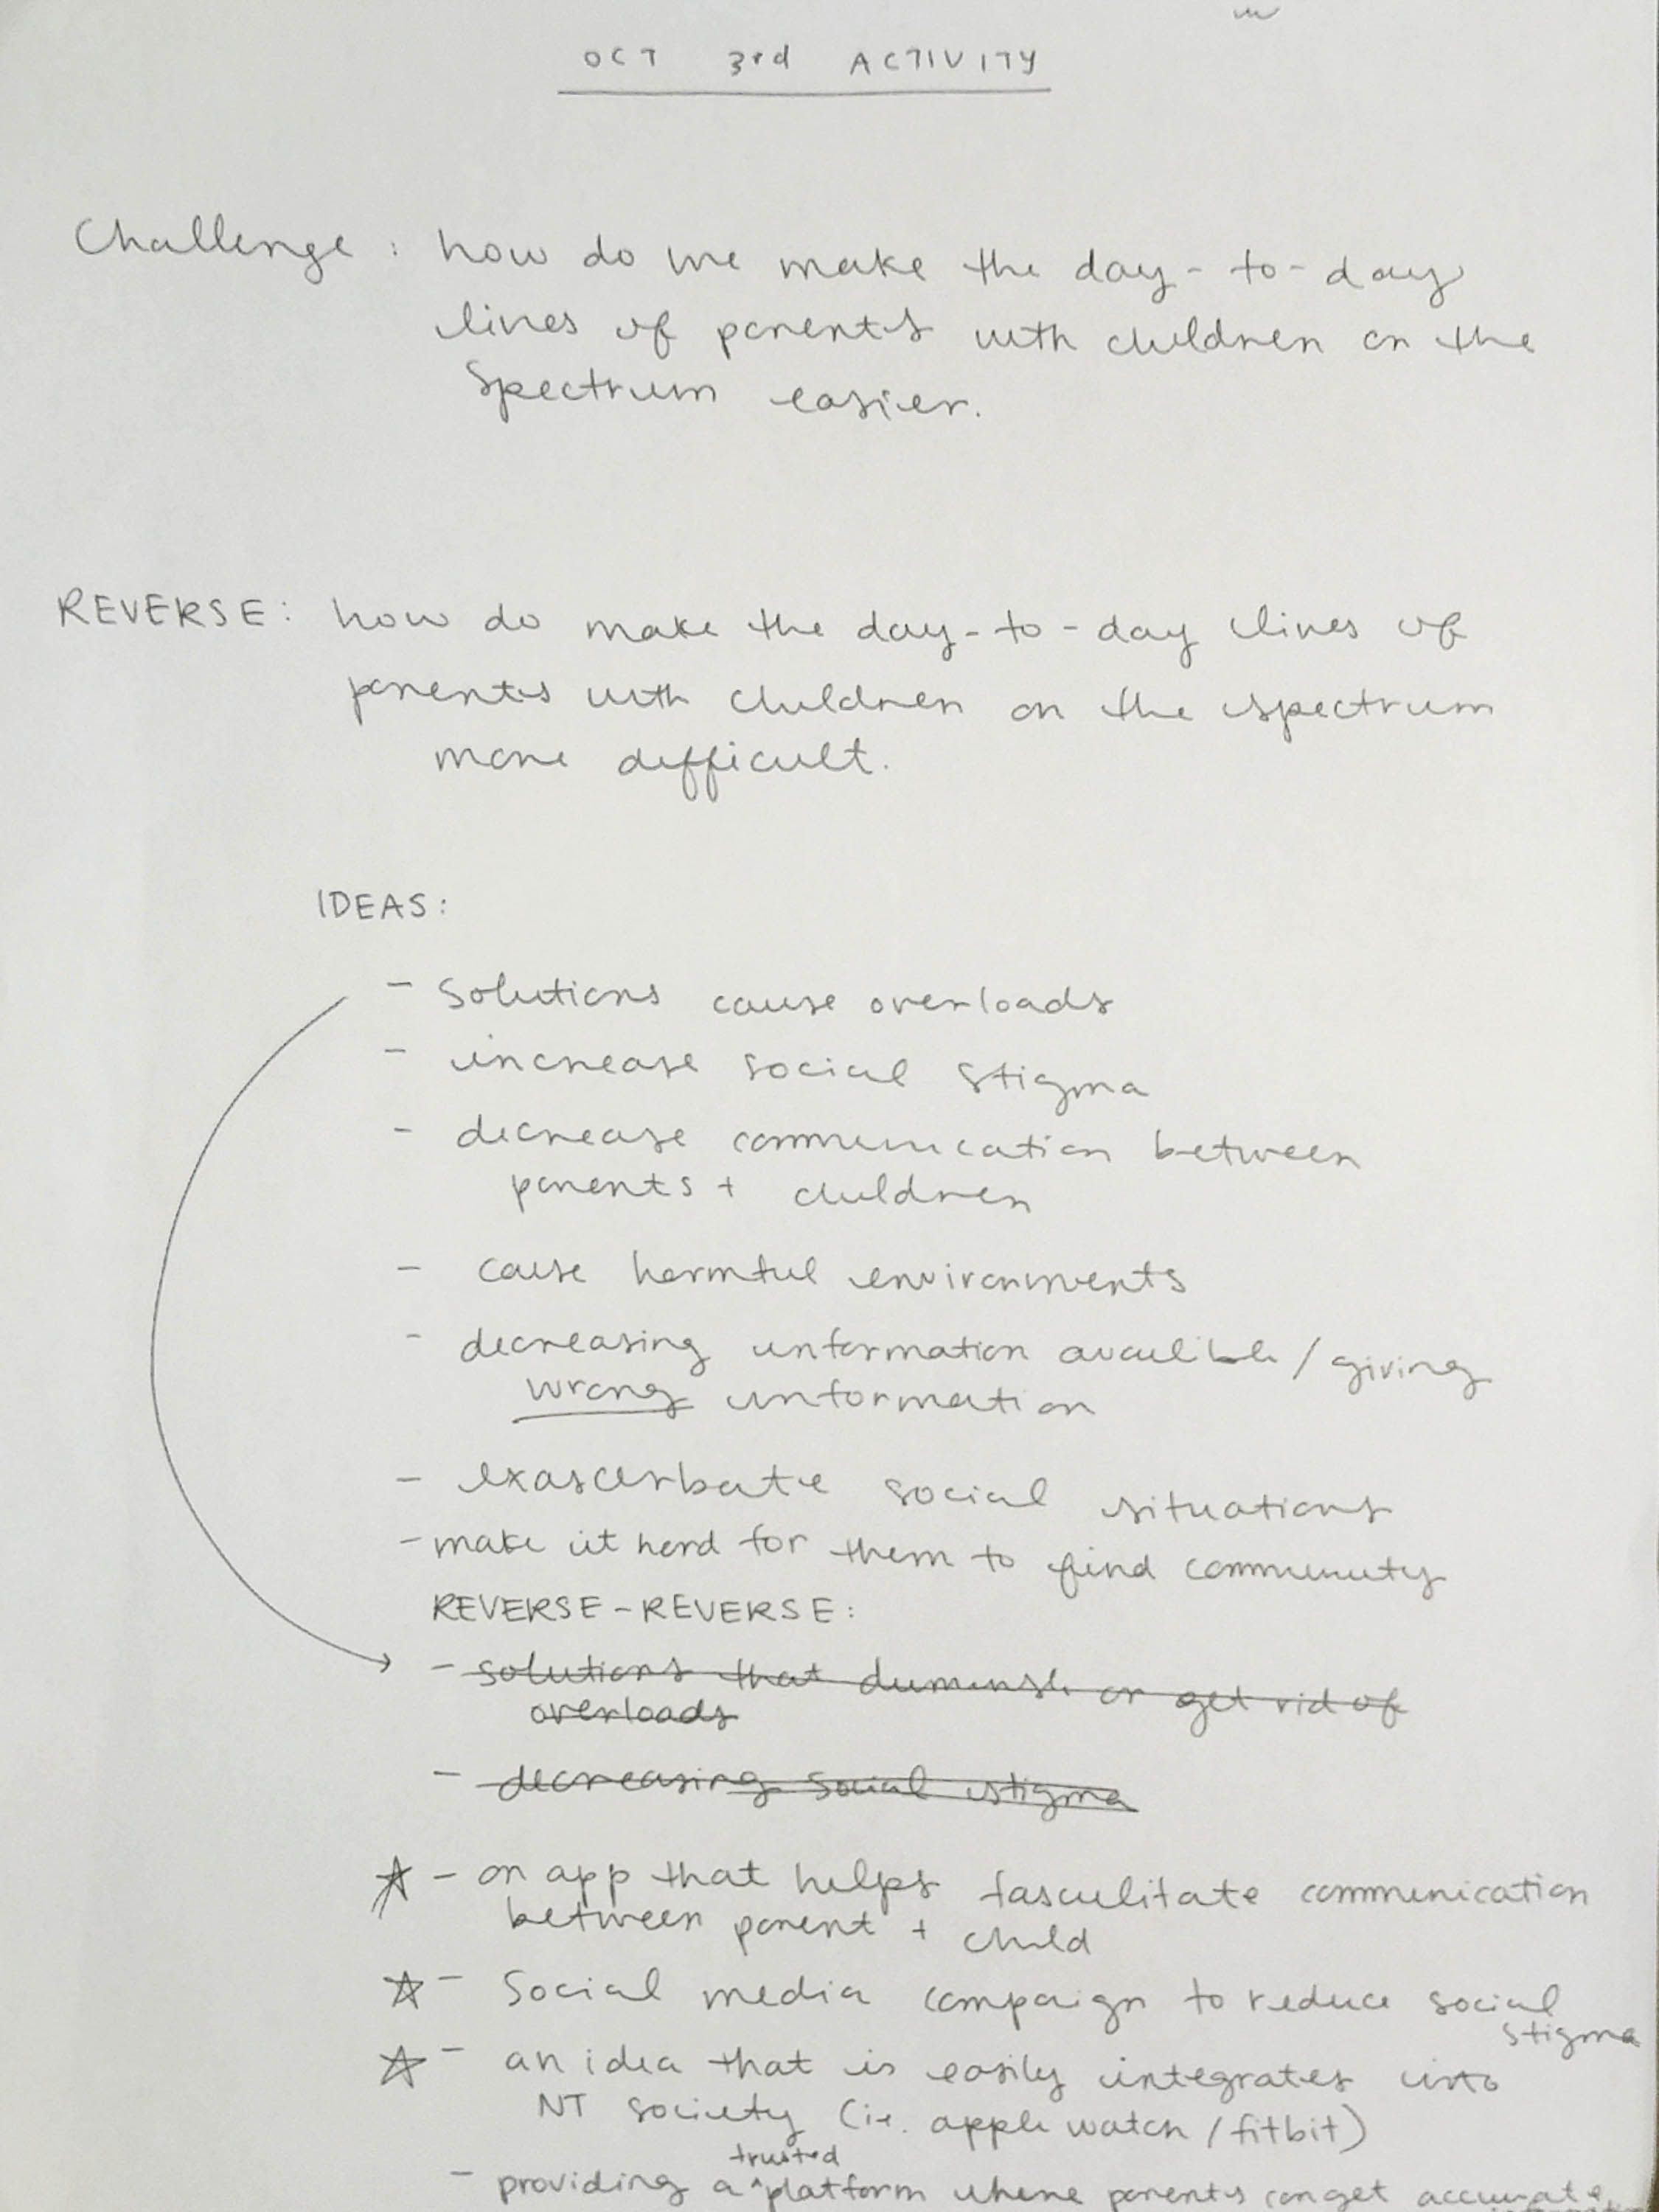 OCT 3rd ACTIVITY
Challenge: how do we make the day-to-day
lives of parents with children on the
spectrum easier.
REVERSE: how do make the day-to-day lives of
parents with children on the spectrum
more difficult.
IDEAS:
- solutions cause overloads
- increase social stigma
- decrease communication between
parents + children
- cause harmful environments
- decreasing information availible / giving
wrong information
- exascerbate social situations
- make it hard for them to find community
REVERSE-REVERSE:
- solutions that diminsh or get rid of
overloads
- decreasing social stigma
☆ - an app that helps fasculitate communication
between parent + child
☆ - Social media campaign to reduce social
stigma
☆ - an idea that is easily integrates into
NT society (ie. apple watch / fitbit)
trusted
- providing a ^platform where parents can get accurate